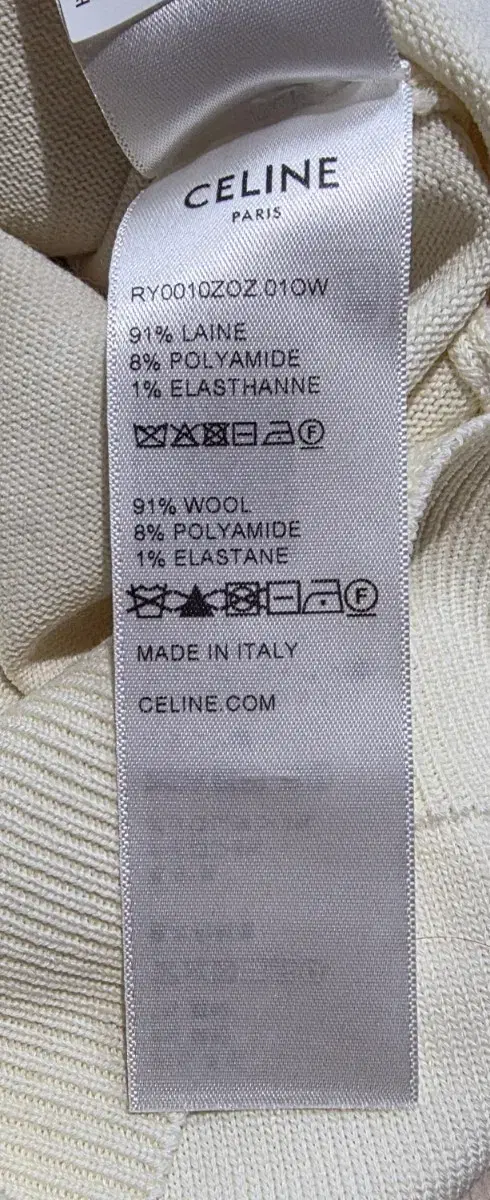 CELINE
PARIS
RY0010ZOZ.01OW
91% LAINE
8% POLYAMIDE
1% ELASTHANNE
F
91% WOOL
8% POLYAMIDE
1% ELASTANE
F
MADE IN ITALY
CELINE.COM